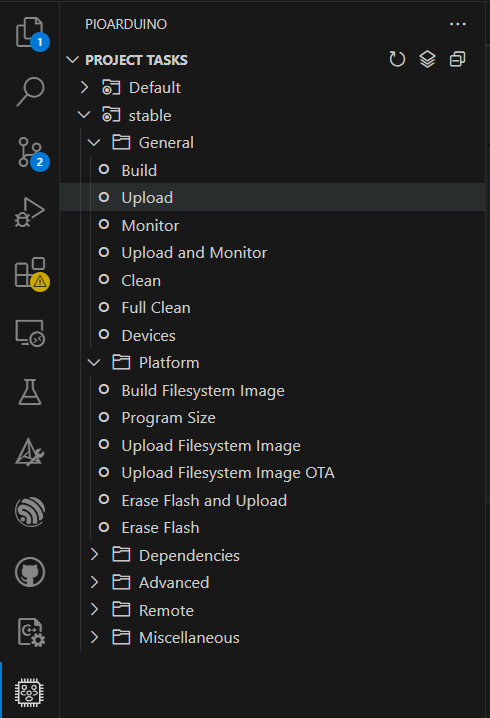 PIOARDUINO
PROJECT TASKS
1
Default
stable
General
2
Build
Upload
Monitor
Upload and Monitor
Clean
Full Clean
Devices
Platform
Build Filesystem Image
Program Size
Upload Filesystem Image
Upload Filesystem Image OTA
Erase Flash and Upload
Erase Flash
Dependencies
Advanced
Remote
C++
Miscellaneous